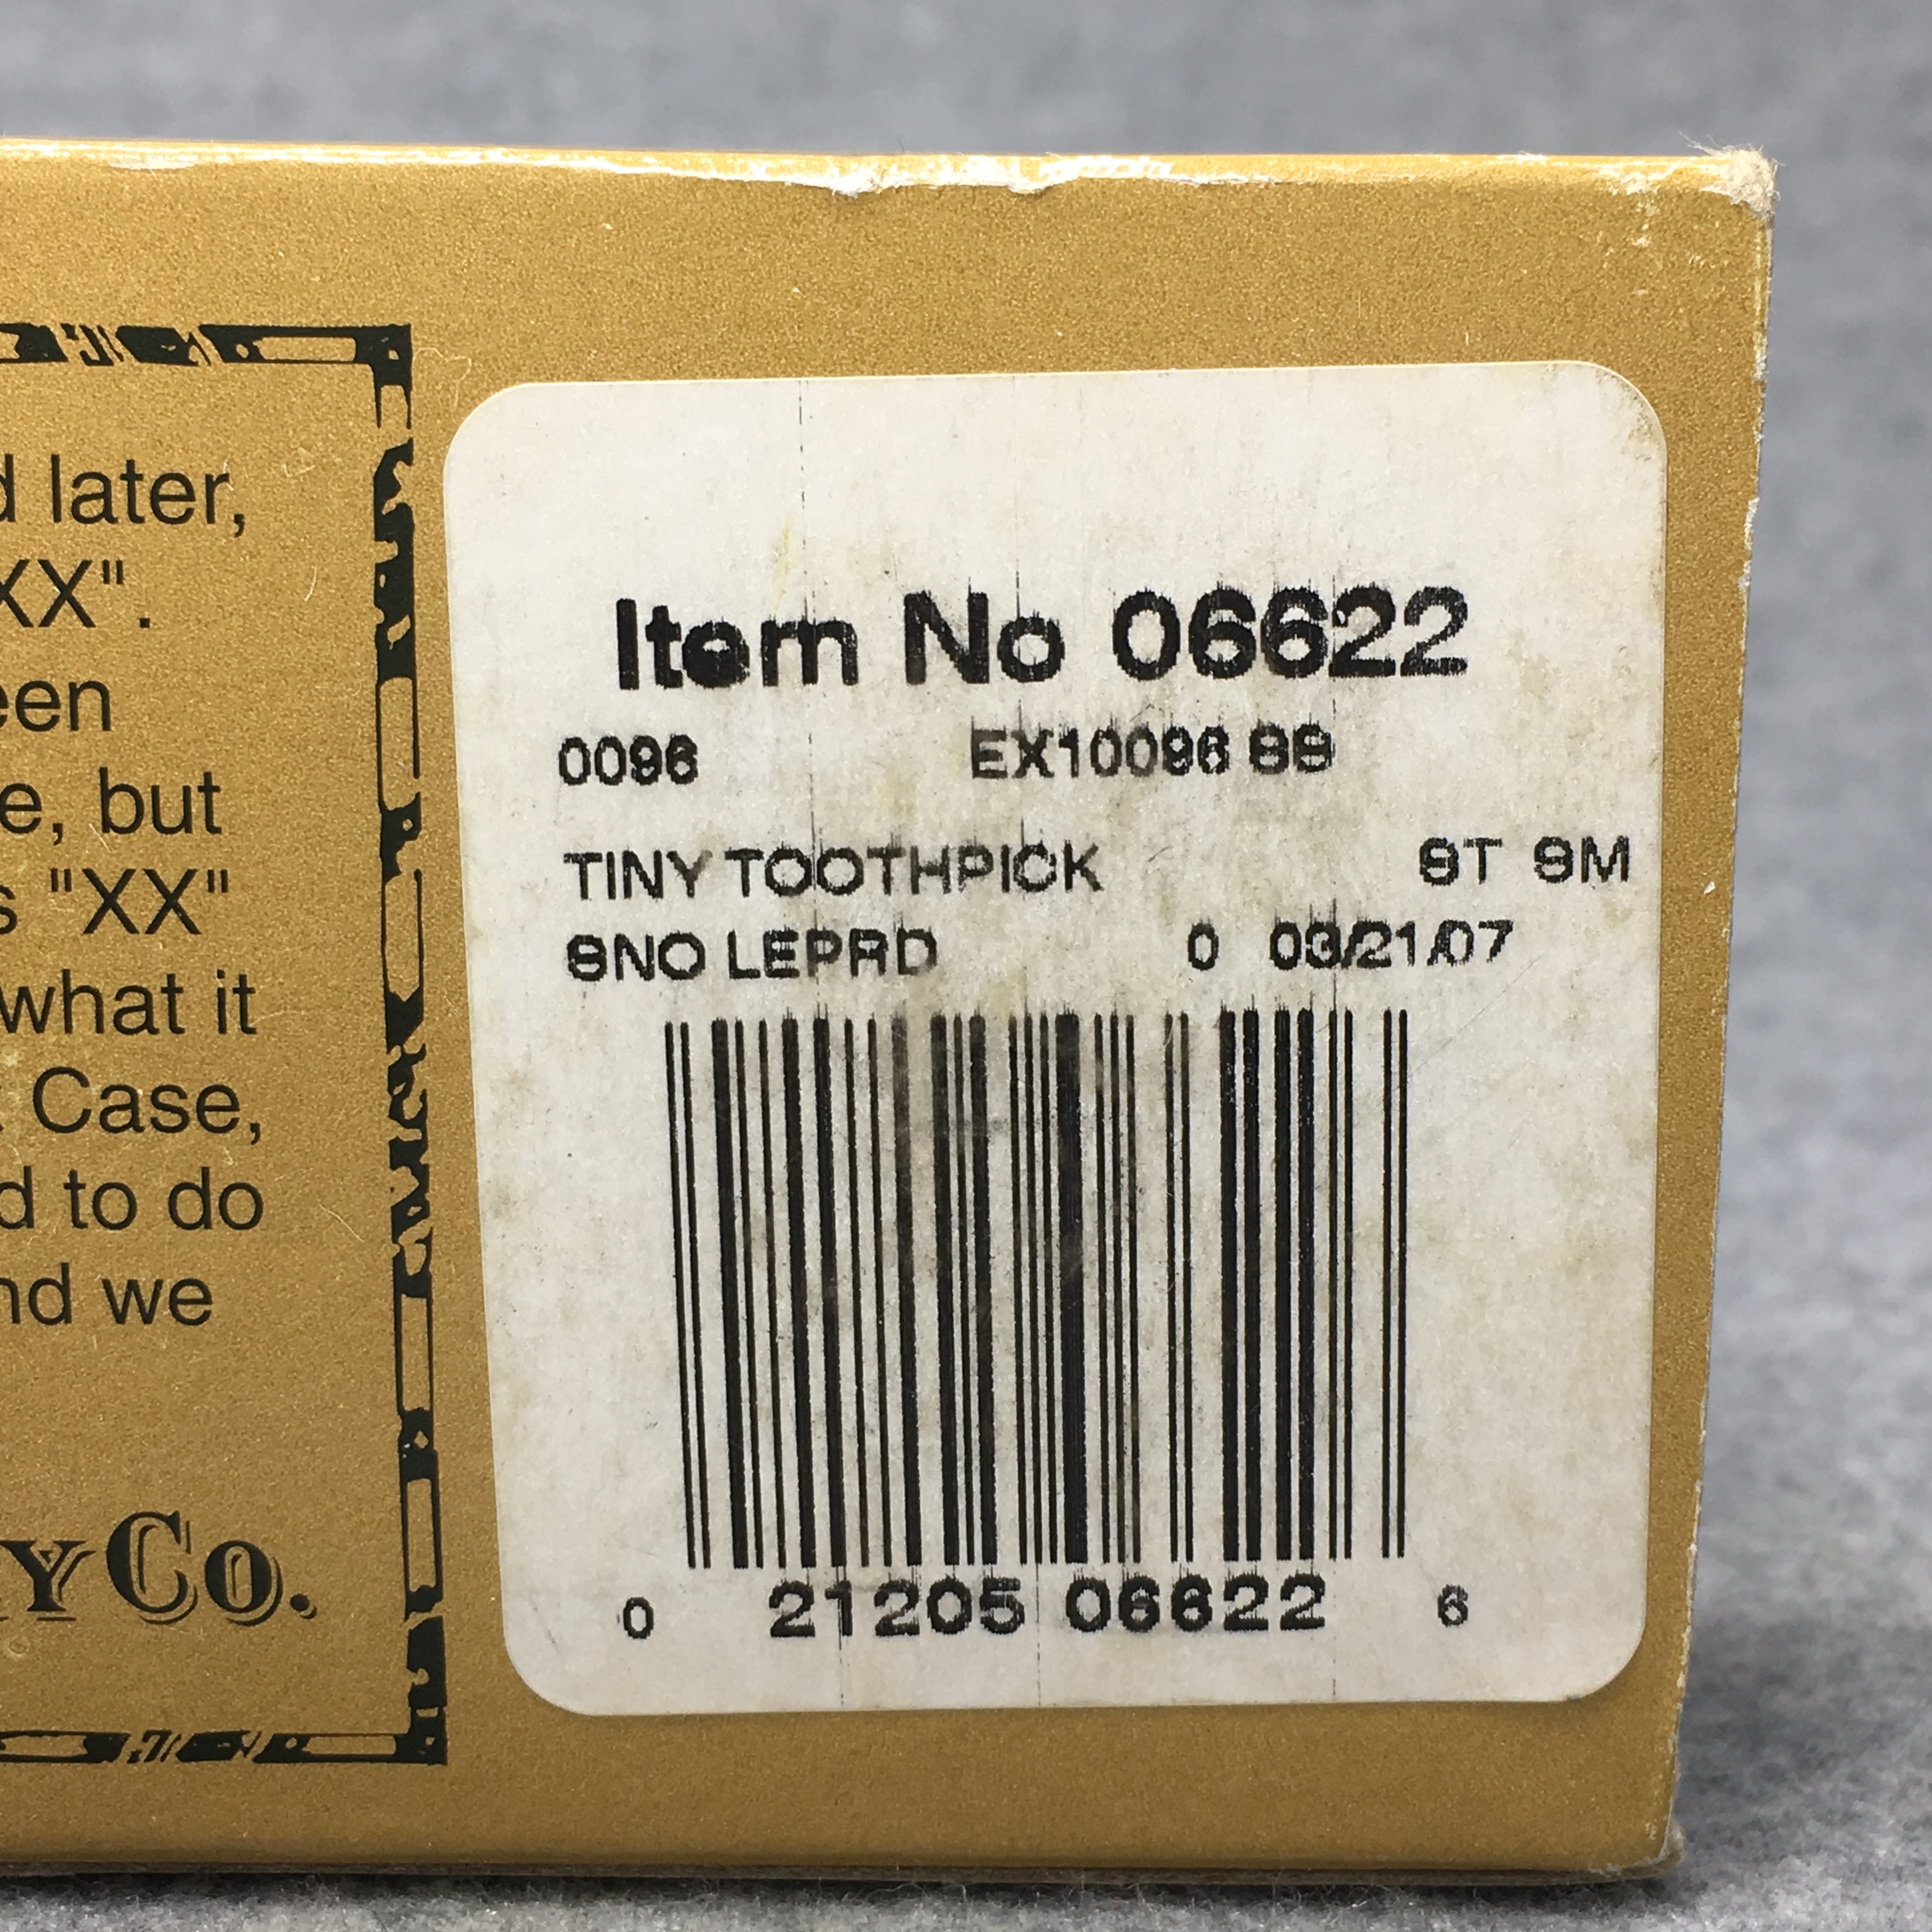 d later,
XX".
een
e, but
s "XX"
what it
Case,
d to do
nd we
y Co.
Item No 06622
0096 EX10096 SS
TINY TOOTHPICK ST SM
SNO LEPRD 0 03/21/07
0 21205 06622 6